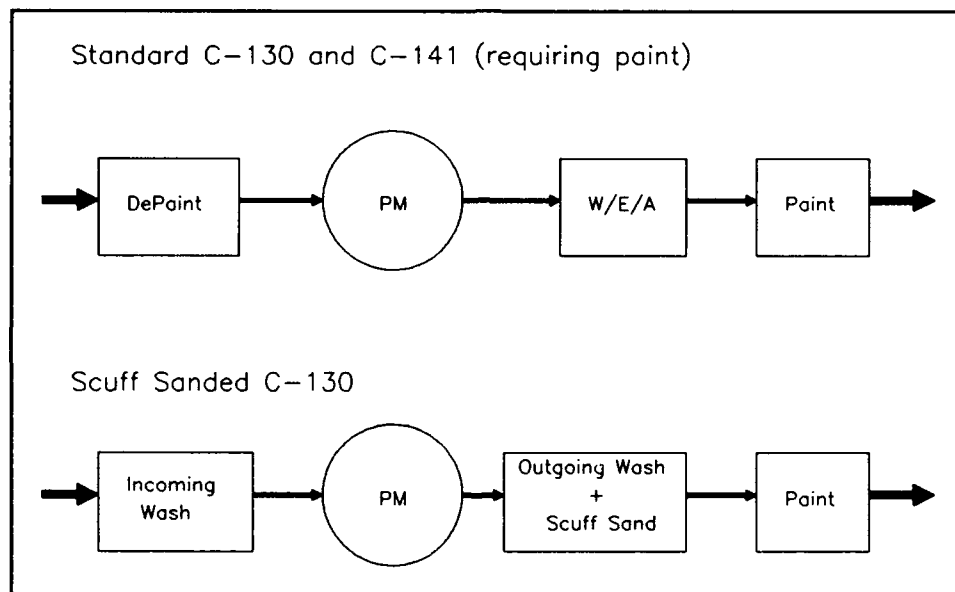 Standard C-130 and C-141 (requiring paint)
DePaint
PM
W/E/A
Paint
Scuff Sanded C-130
Incoming
Wash
PM
Outgoing Wash
+
Scuff Sand
Paint